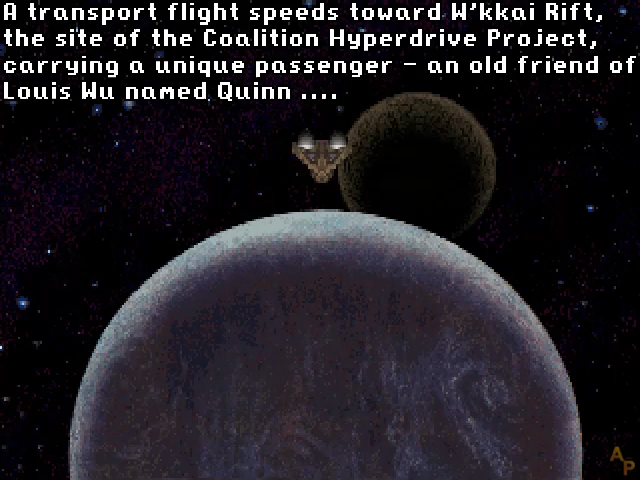 A transport flight speeds toward W'kkai Rift,
the site of the Coalition Hyperdrive Project,
carrying a unique passenger - an old friend of
Louis Wu named Quinn ....
AP